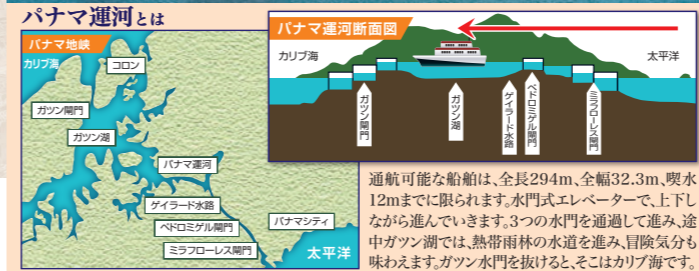 パナマ運河とは
パナマ地峡
カリブ海
コロン
ガツン閘門
ガツン湖
パナマ運河
ゲイラード水路
ペドロミゲル閘門
ミラフローレス閘門
パナマシティ
太平洋
パナマ運河断面図
カリブ海
太平洋
ガツン閘門
ガツン湖
ゲイラード水路
ペドロミゲル閘門
ミラフローレス閘門
通航可能な船舶は、全長294m、全幅32.3m、喫水
12mまでに限られます。水門式エレベーターで、上下し
ながら進んでいきます。3つの水門を通過して進み、途
中ガツン湖では、熱帯雨林の水道を進み、冒険気分も
味わえます。ガツン水門を抜けると、そこはカリブ海です。